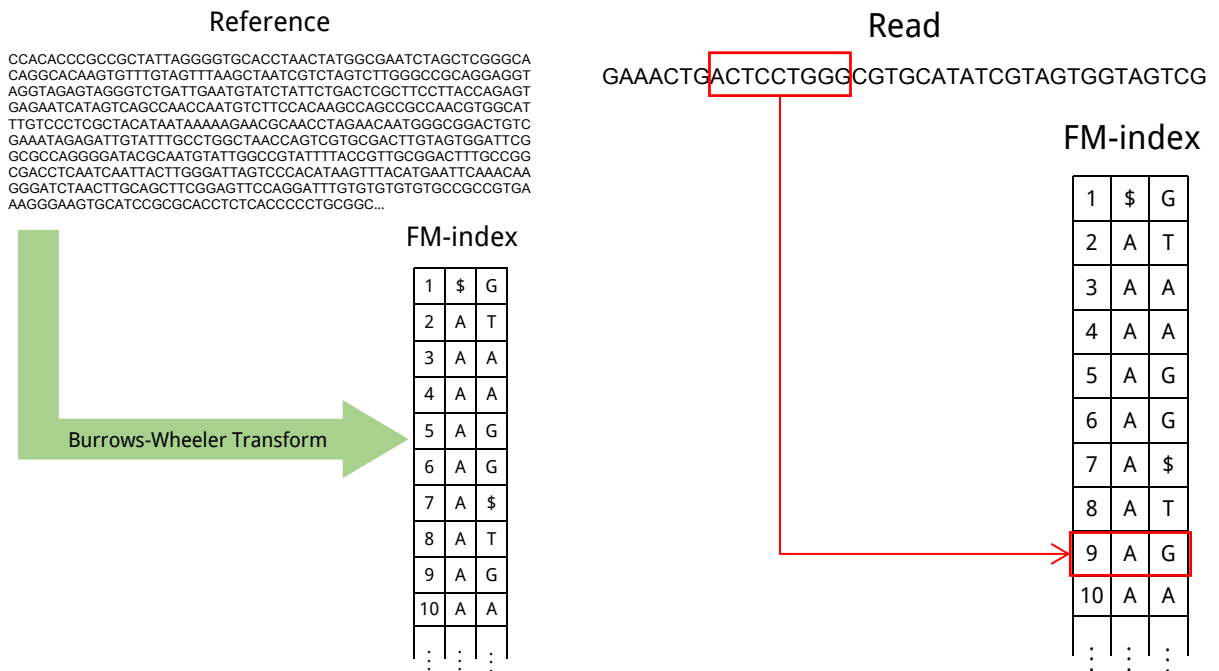 Reference
CCACACCCGCCGCTATTAGGGGTGCACCTAACTATGGCGAATCTAGCTCGGGCA
CAGGCACAAGTGTTTGTAGTTTAAGCTAATCGTCTAGTCTTGGGCCGCAGGAGGT
AGGTAGAGTAGGGTCTGATTGAATGTATCTATTCTGACTCGCTTCCTTACCAGAGT
GAGAATCATAGTCAGCCAACCAATGTCTTCCACAAGCCAGCCGCCAACGTGGCAT
TTGTCCCTCGCTACATAATAAAAAGAACGCAACCTAGAACAATGGGCGGACTGTC
GAAATAGAGATTGTATTTGCCTGGCTAACCAGTCGTGCGACTTGTAGTGGATTCG
GCGCCAGGGGATACGCAATGTATTGGCCGTATTTTACCGTTGCGGACTTTGCCGG
CGACCTCAATCAATTACTTGGGATTAGTCCCACATAAGTTTACATGAATTCAAACAA
GGGATCTAACTTGCAGCTTCGGAGTTCCAGGATTTGTGTGTGTGTGCCGCCGTGA
AAGGGAAGTGCATCCGCGCACCTCTCACCCCCTGCGGC...
Burrows-Wheeler Transform
FM-index
1 $ G
2 A T
3 A A
4 A A
5 A G
6 A G
7 A $
8 A T
9 A G
10 A A
⋮ ⋮ ⋮
Read
GAAACTGACTCCTGGGCGTGCATATCGTAGTGGTAGTCG
FM-index
1 $ G
2 A T
3 A A
4 A A
5 A G
6 A G
7 A $
8 A T
9 A G
10 A A
⋮ ⋮ ⋮